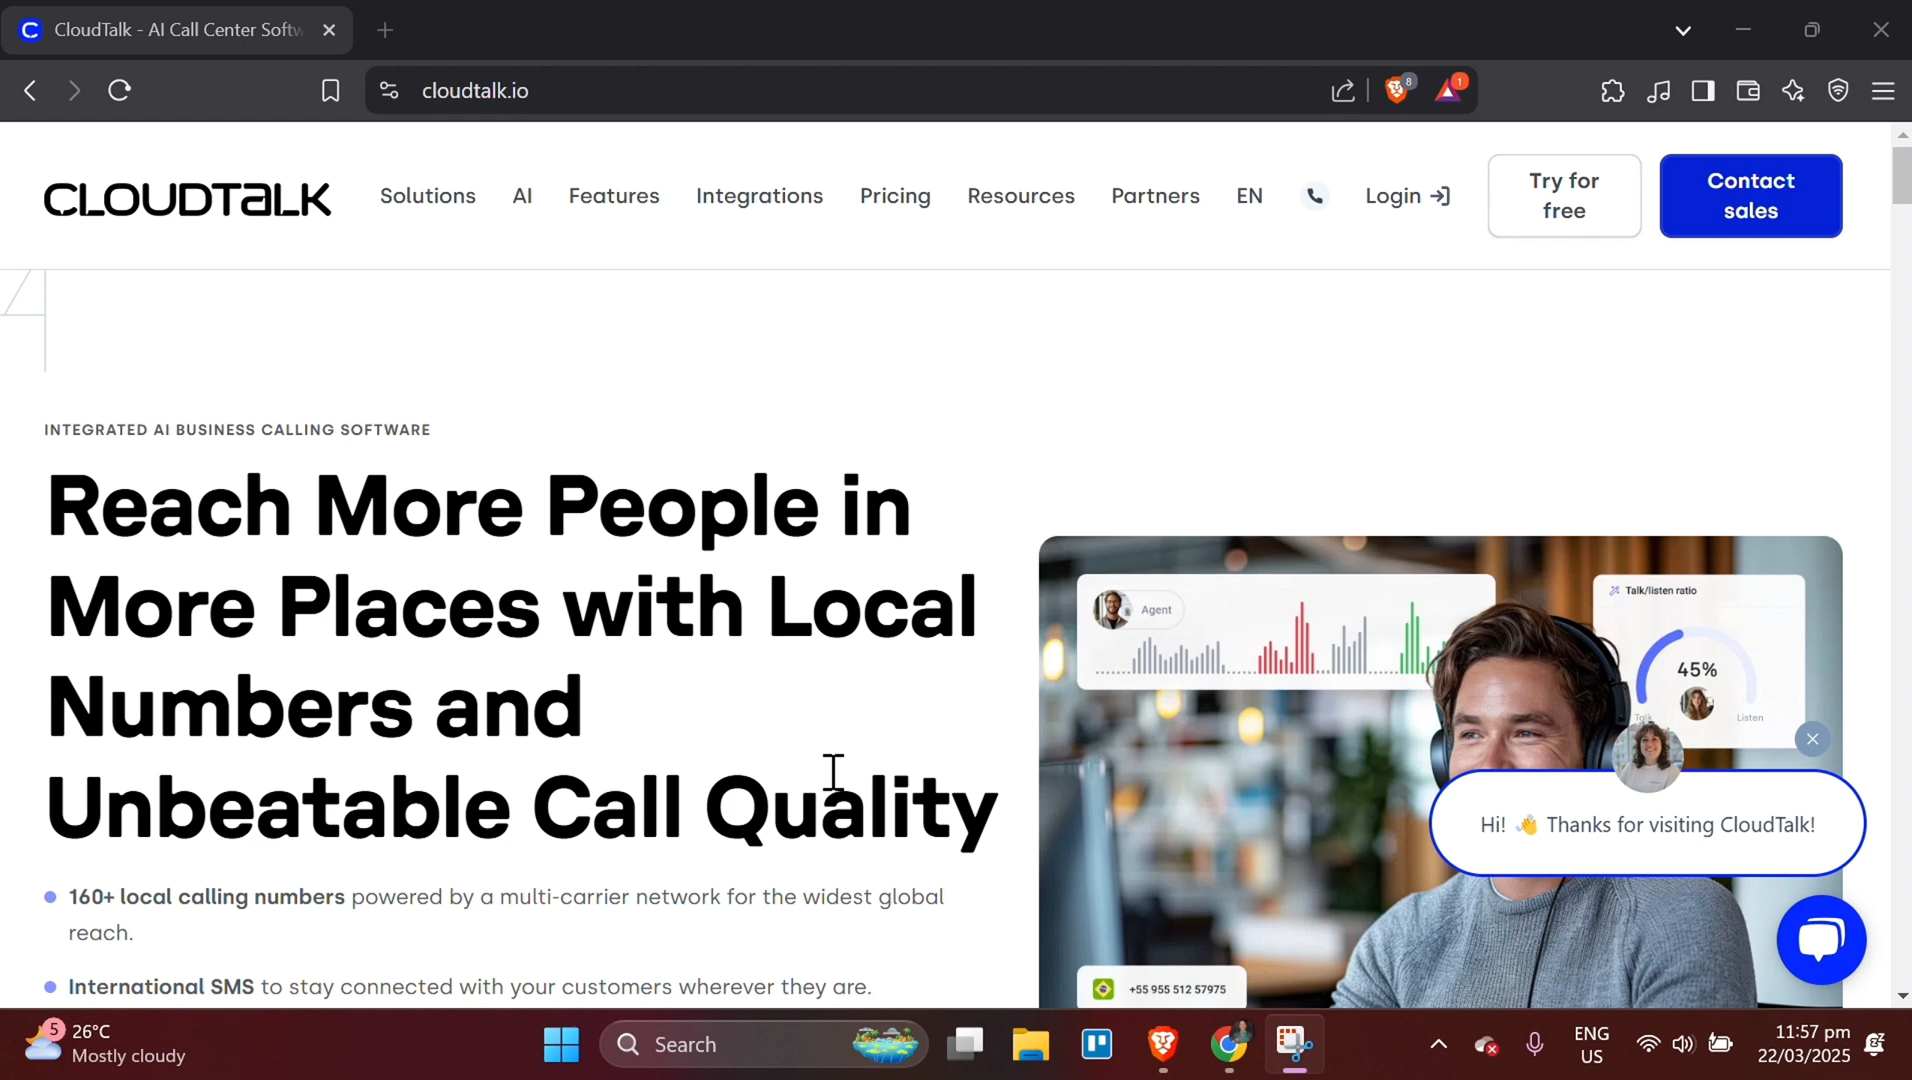 CloudTalk - AI Call Center Softw
cloudtalk.io
8
1
CLOUDTALK
Solutions
AI
Features
Integrations
Pricing
Resources
Partners
EN
Login
Try for
free
Contact
sales
INTEGRATED AI BUSINESS CALLING SOFTWARE
Reach More People in
More Places with Local
Numbers and
Unbeatable Call Quality
160+ local calling numbers powered by a multi-carrier network for the widest global
reach.
International SMS to stay connected with your customers wherever they are.
Agent
Talk/listen ratio
45%
Talk
Listen
Hi! 👋 Thanks for visiting CloudTalk!
+55 955 512 57975
5
26°C
Mostly cloudy
Search
ENG
US
11:57 pm
22/03/2025